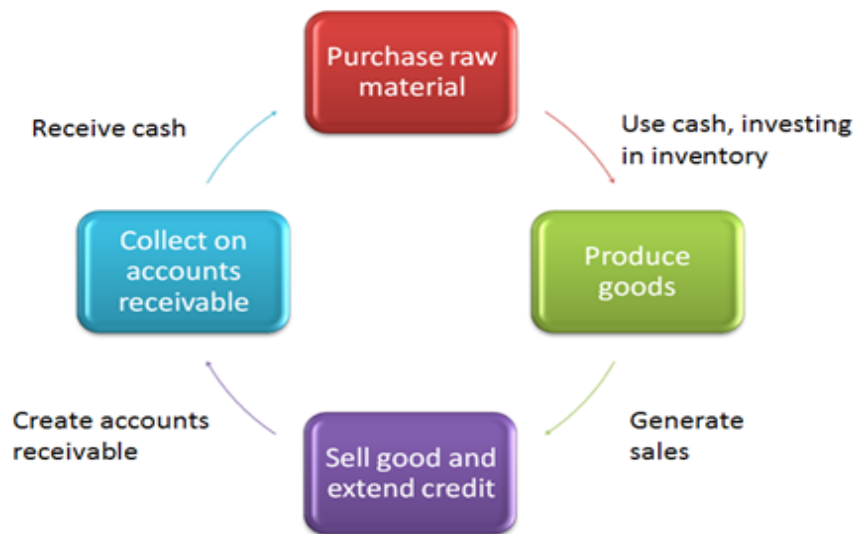 Purchase raw
material
Receive cash
Use cash, investing
in inventory
Collect on
accounts
receivable
Produce
goods
Create accounts
receivable
Generate
sales
Sell good and
extend credit